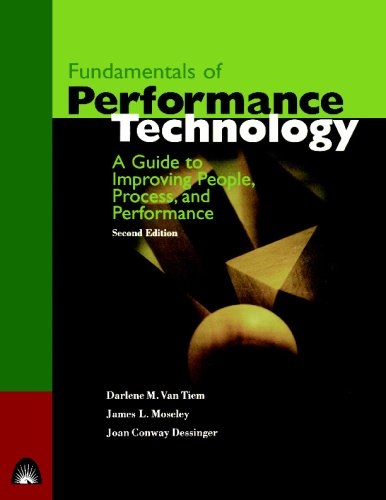 Fundamentals of
Performance
Technology
A Guide to
Improving People,
Process, and
Performance
Second Edition
Darlene M. Van Tiem
James L. Moseley
Joan Conway Dessinger